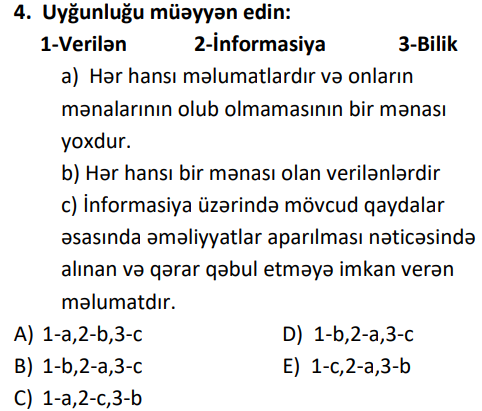 4. Uyğunluğu müəyyən edin:
1-Verilən 2-İnformasiya 3-Bilik
a) Hər hansı məlumatlardır və onların
mənalarının olub olmamasının bir mənası
yoxdur.
b) Hər hansı bir mənası olan verilənlərdir
c) İnformasiya üzərində mövcud qaydalar
əsasında əməliyyatlar aparılması nəticəsində
alınan və qərar qəbul etməyə imkan verən
məlumatdır.
A) 1-a,2-b,3-c D) 1-b,2-a,3-c
B) 1-b,2-a,3-c E) 1-c,2-a,3-b
C) 1-a,2-c,3-b